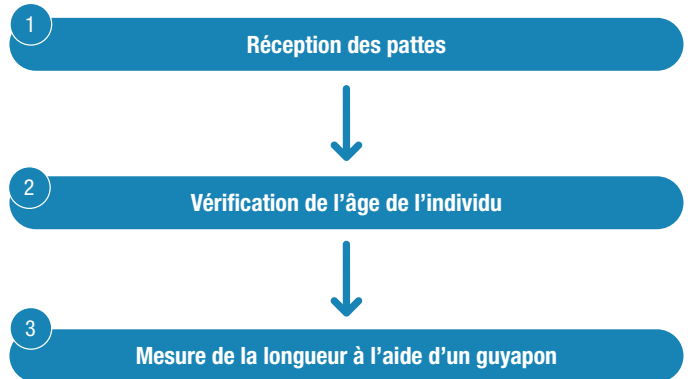 1
Réception des pattes
2
Vérification de l'âge de l'individu
3
Mesure de la longueur à l'aide d'un guyapon